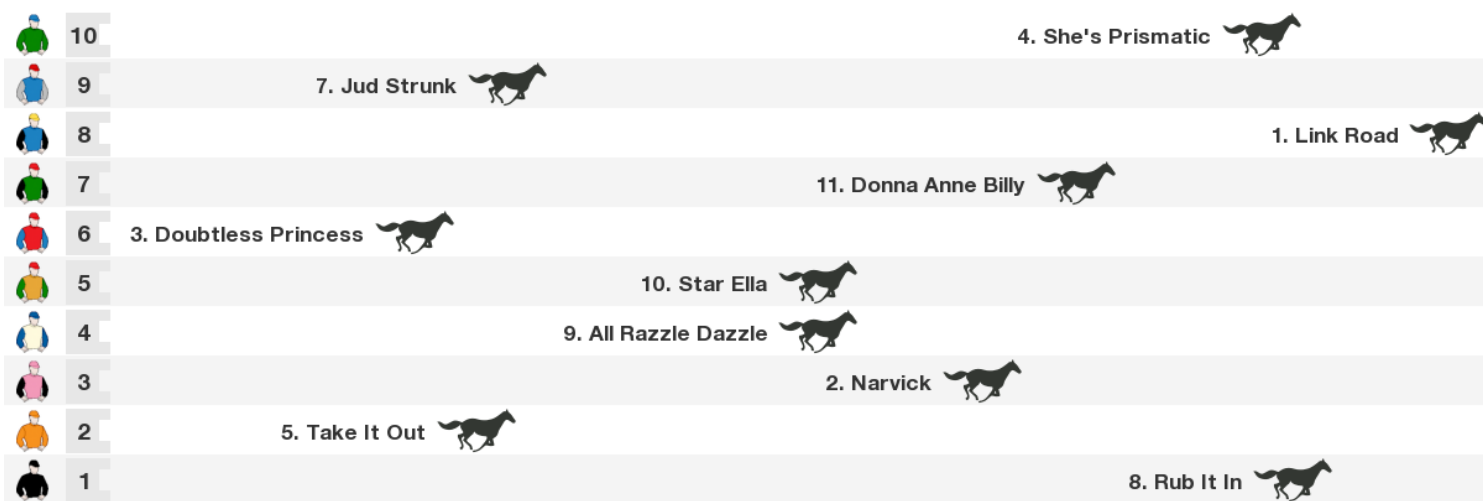 10 4. She's Prismatic
9 7. Jud Strunk
8 1. Link Road
7 11. Donna Anne Billy
6 3. Doubtless Princess
5 10. Star Ella
4 9. All Razzle Dazzle
3 2. Narvick
2 5. Take It Out
1 8. Rub It In